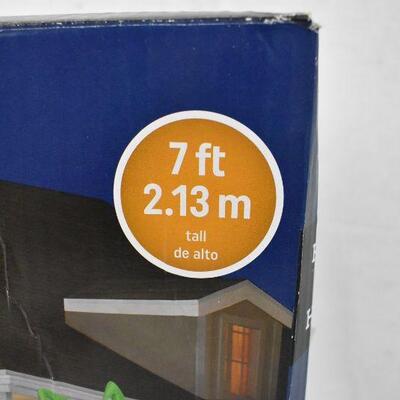 7 ft
2.13 m
tall
de alto